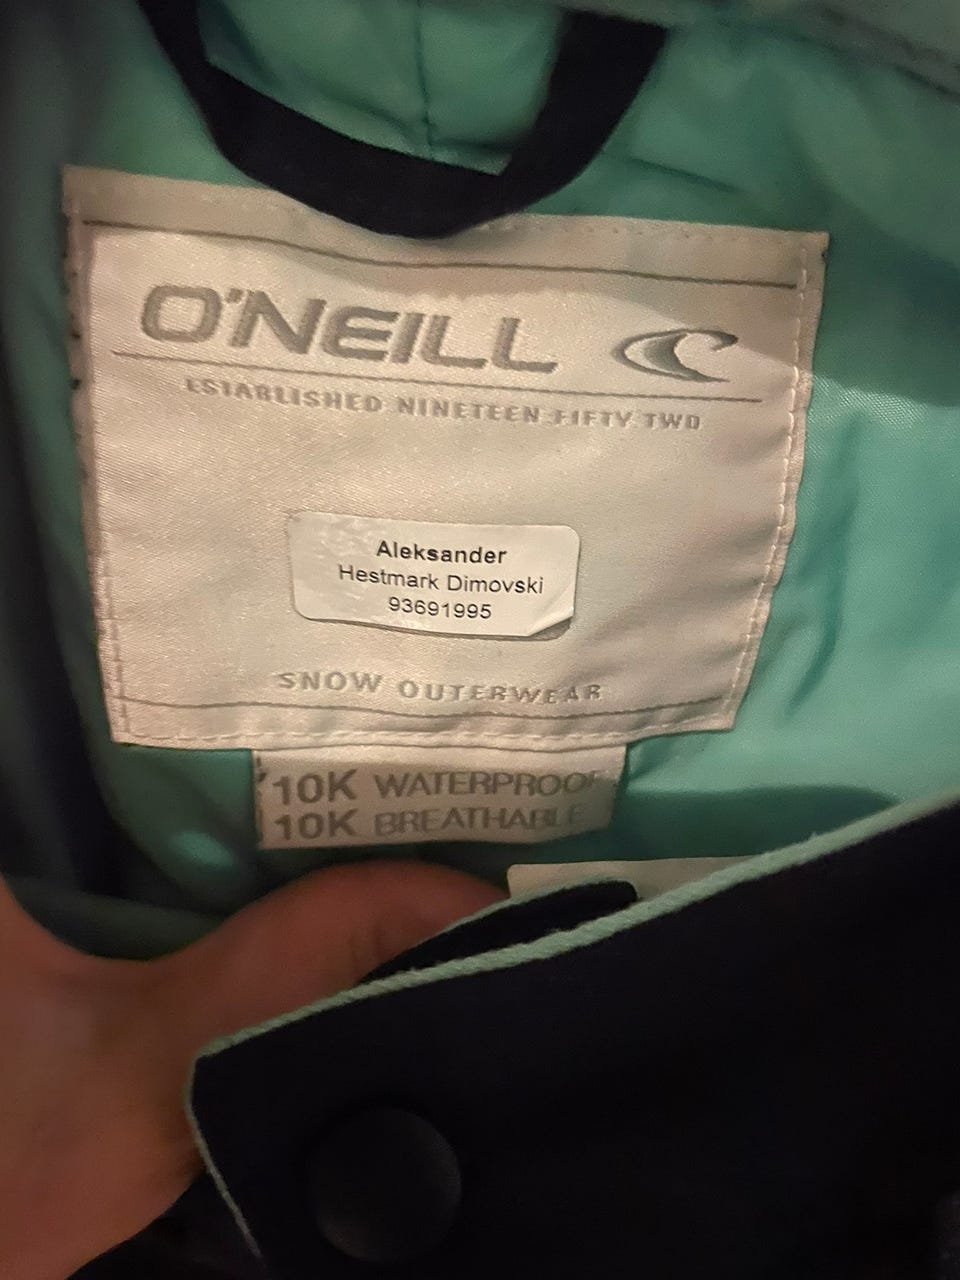 O'NEILL
ESTABLISHED NINETEEN FIFTY TWO
Aleksander
Hestmark Dimovski
93691995
SNOW OUTERWEAR
10K WATERPROOF
10K BREATHABLE